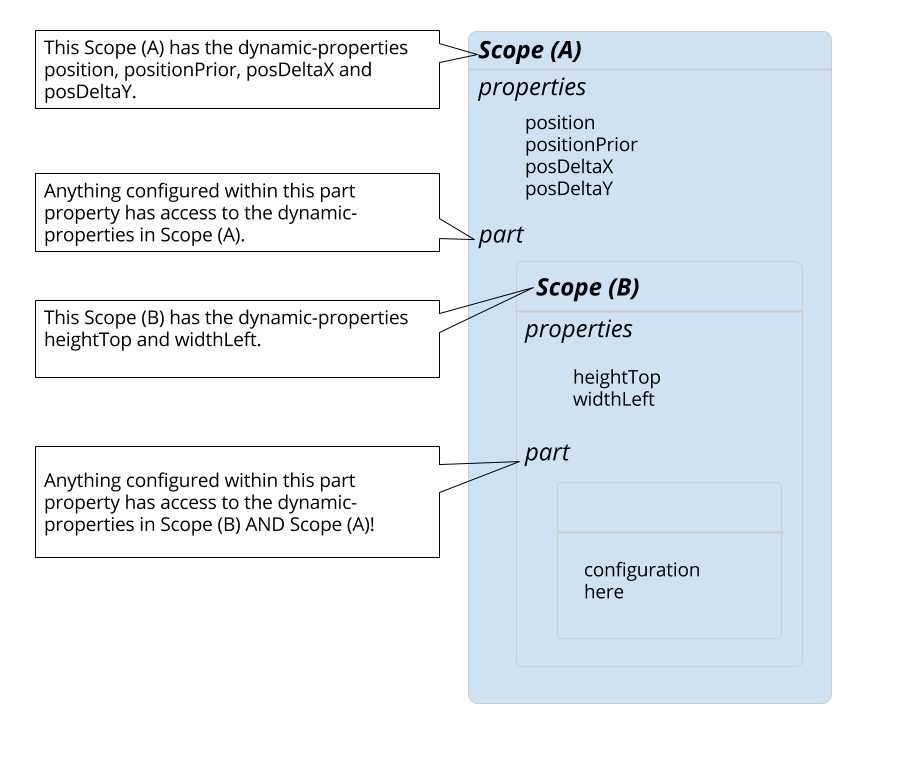 This Scope (A) has the dynamic-properties
position, positionPrior, posDeltaX and
posDeltaY.
Anything configured within this part
property has access to the dynamic-
properties in Scope (A).
This Scope (B) has the dynamic-properties
heightTop and widthLeft.
Anything configured within this part
property has access to the dynamic-
properties in Scope (B) AND Scope (A)!
Scope (A)
properties
position
positionPrior
posDeltaX
posDeltaY
part
Scope (B)
properties
heightTop
widthLeft
part
configuration
here